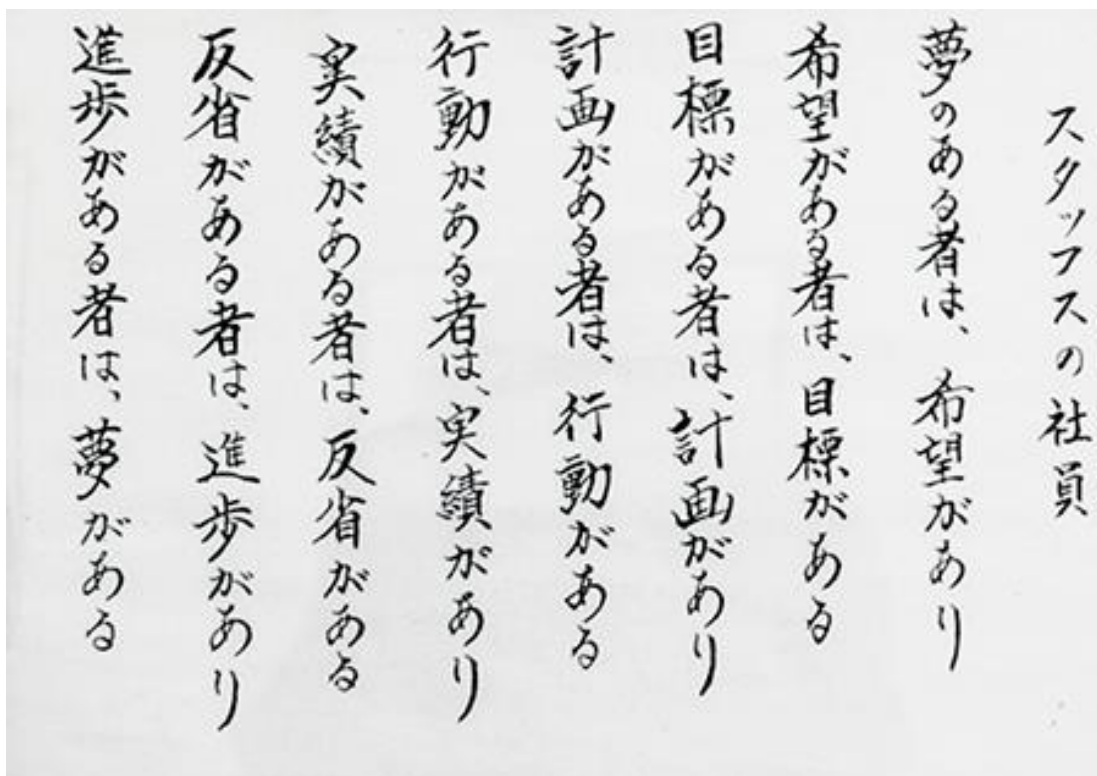 スタッフスの社員
夢のある者は、希望があり
希望がある者は、目標がある
目標がある者は、計画があり
計画がある者は、行動がある
行動がある者は、実績があり
実績がある者は、反省がある
反省がある者は、進歩があり
進歩がある者は、夢がある